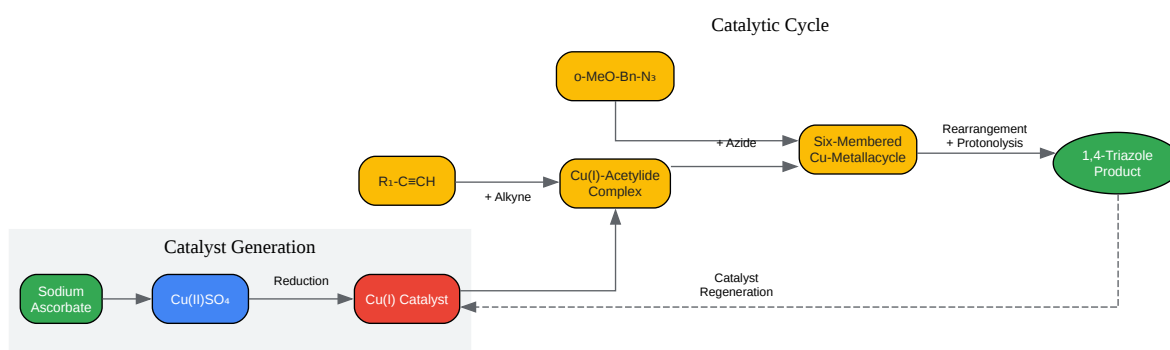 Catalytic Cycle
o-MeO-Bn-N₃
+ Azide
Six-Membered
Cu-Metallacycle
Rearrangement
+ Protonolysis
1,4-Triazole
Product
R₁-C≡CH
+ Alkyne
Cu(I)-Acetylide
Complex
Catalyst Generation
Sodium
Ascorbate
Cu(II)SO₄
Reduction
Cu(I) Catalyst
Catalyst
Regeneration